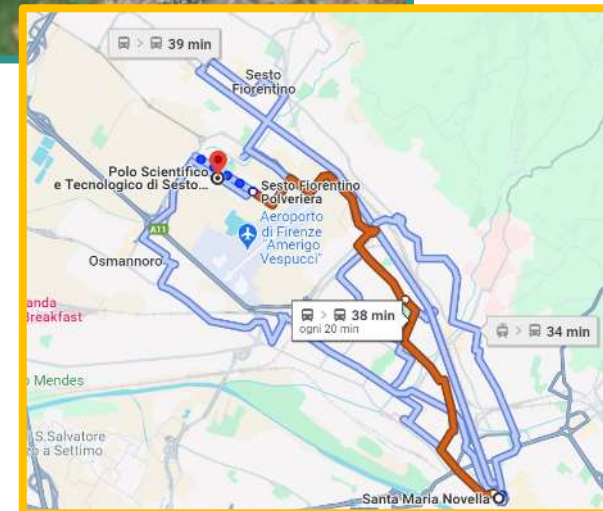 39 min
Sesto
Fiorentino
Polo Scientifico
e Tecnologico di Sesto...
Sesto Fiorentino
Polveriera
A11
Aeroporto
di Firenze
"Amerigo
Vespucci"
Osmannoro
anda
Breakfast
38 min
ogni 20 min
34 min
o Mendes
S.Salvatore
o a Settimo
Santa Maria Novella